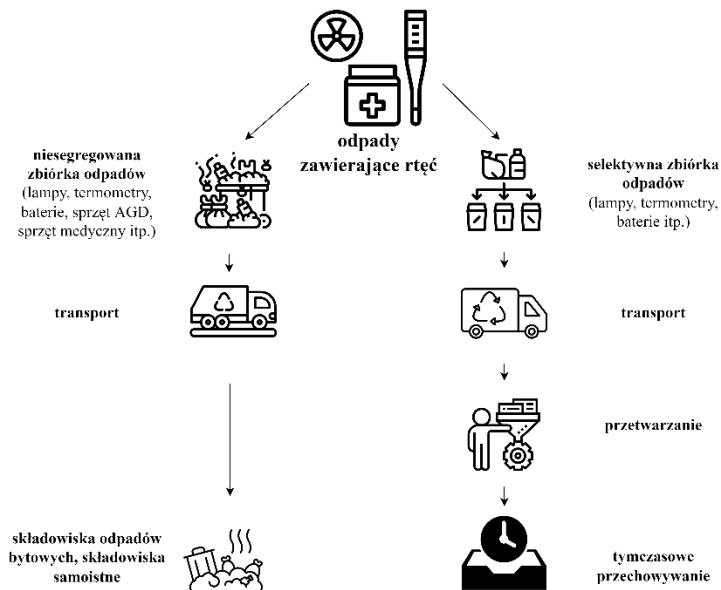 odpady
zawierające rtęć
niesegregowana
zbiórka odpadów
(lampy, termometry,
baterie, sprzęt AGD,
sprzęt medyczny itp.)
selektywna zbiórka
odpadów
(lampy, termometry,
baterie itp.)
transport
transport
przetwarzanie
składowiska odpadów
bytowych, składowiska
samoistne
tymczasowe
przechowywanie